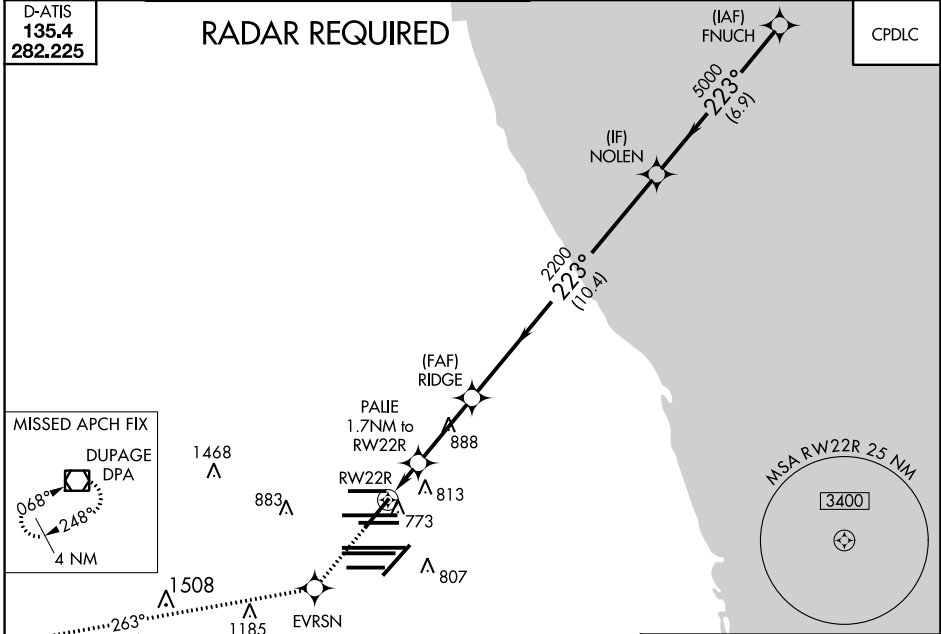 D-ATIS
135.4
282.225
RADAR REQUIRED
(IAF)
FNUCH
CPDLC
5000
223°
(6.9)
(IF)
NOLEN
2200
223°
(10.4)
(FAF)
RIDGE
PALIE
1.7NM to
RW22R
888
MISSED APCH FIX
DUPAGE
DPA
068°
248°
4 NM
1468
883
RW22R
813
773
807
MSA RW22R 25 NM
3400
1508
263°
1185
EVRSN